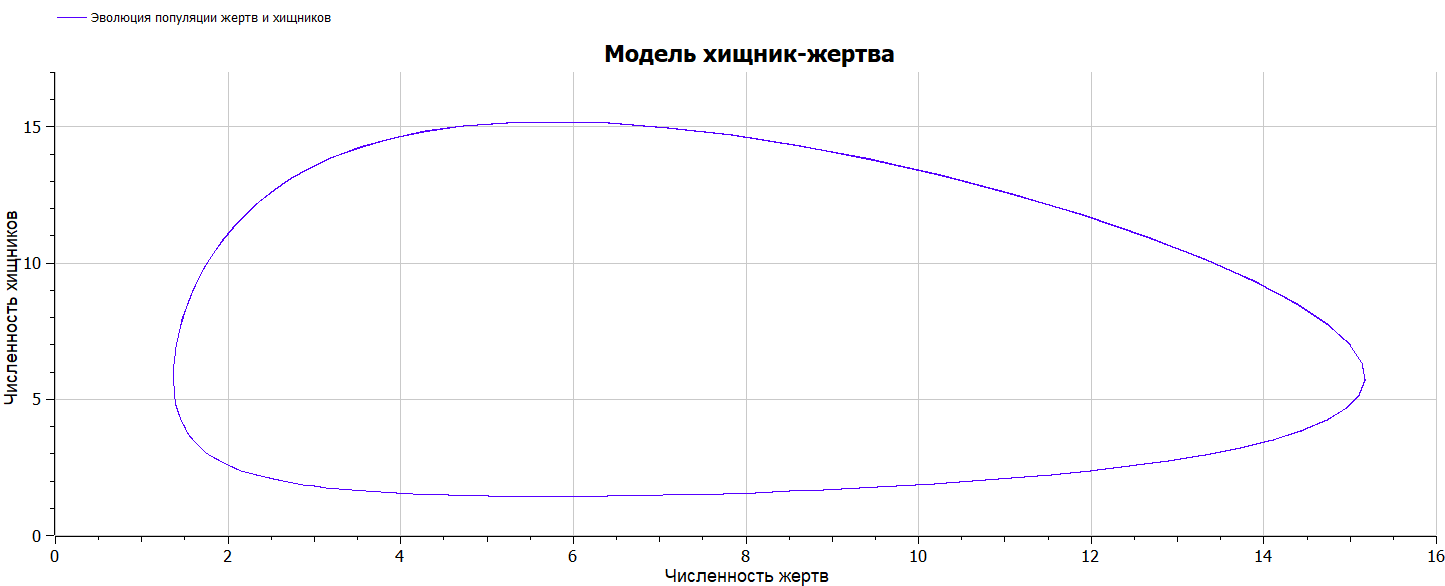 Эволюция популяции жертв и хищников
Модель хищник-жертва
Численность хищников
15
10
5
0
0 2 4 6 8 10 12 14 16
Численность жертв